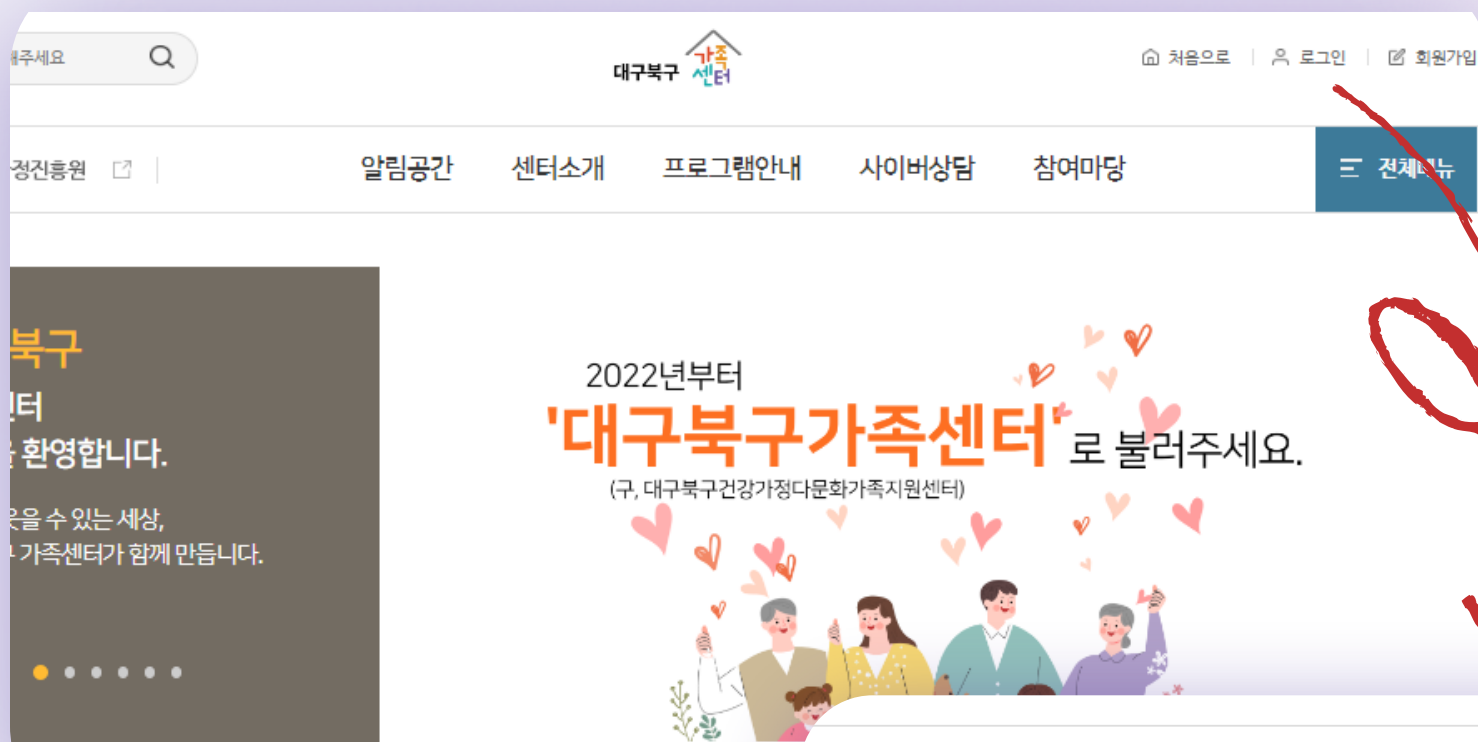 해주세요
대구북구 가족센터
처음으로
로그인
회원가입
정진흥원
알림공간
센터소개
프로그램안내
사이버상담
참여마당
전체메뉴
북구
센터
환영합니다.
웃을 수 있는 세상,
가족센터가 함께 만듭니다.
2022년부터
'대구북구가족센터'로 불러주세요.
(구, 대구북구건강가정다문화가족지원센터)